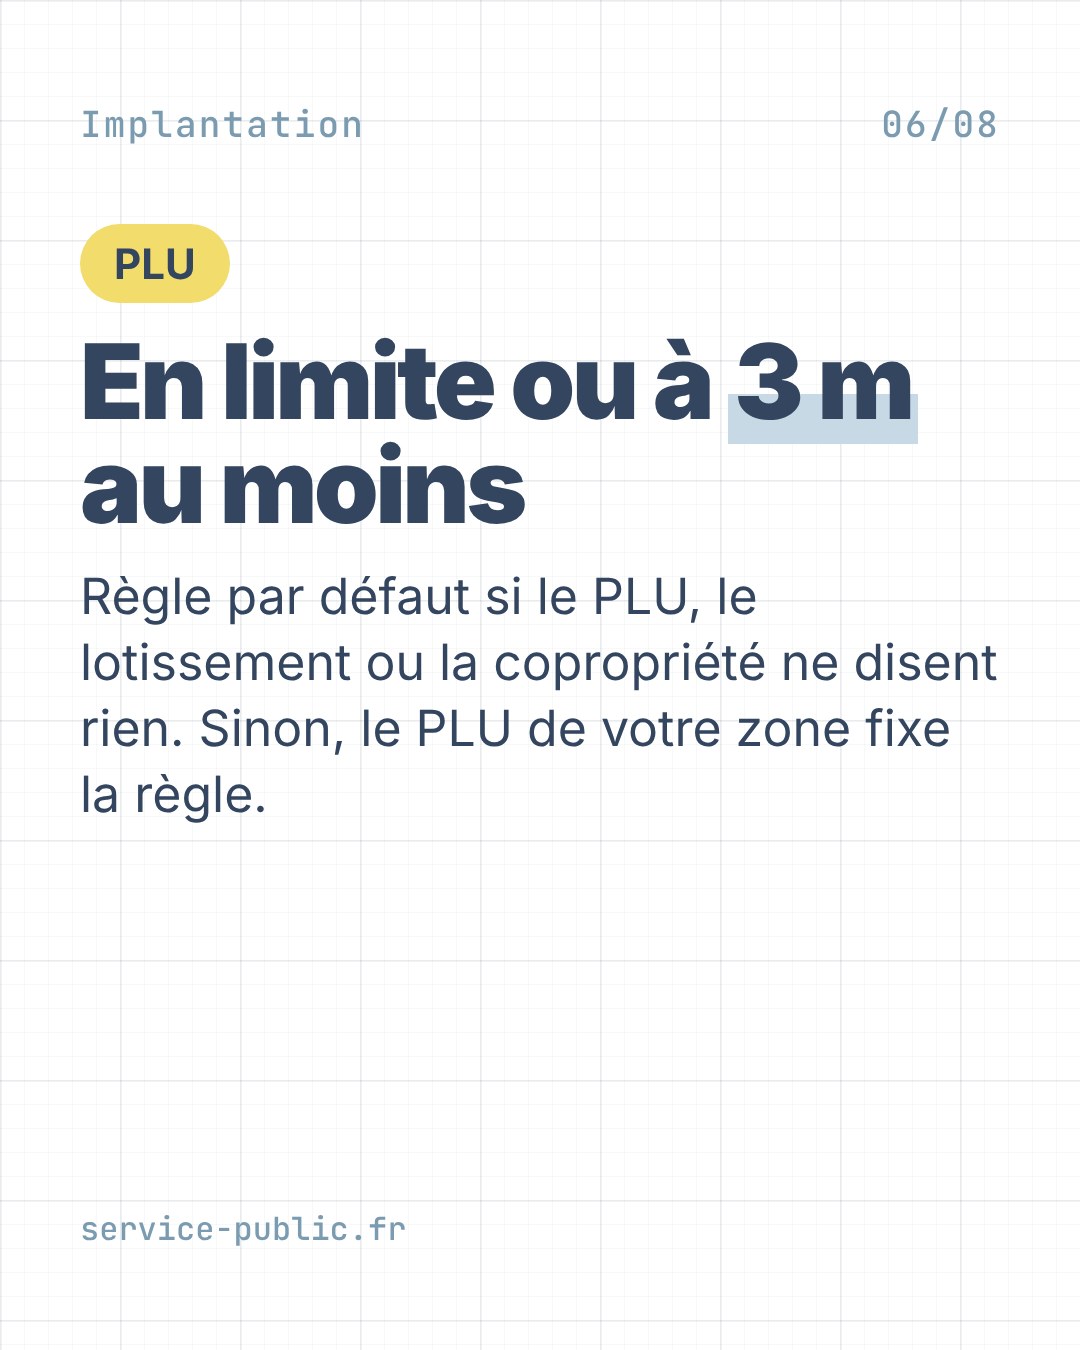 Implantation
06/08
PLU
En limite ou à 3 m
au moins
Règle par défaut si le PLU, le
lotissement ou la copropriété ne disent
rien. Sinon, le PLU de votre zone fixe
la règle.
service-public.fr